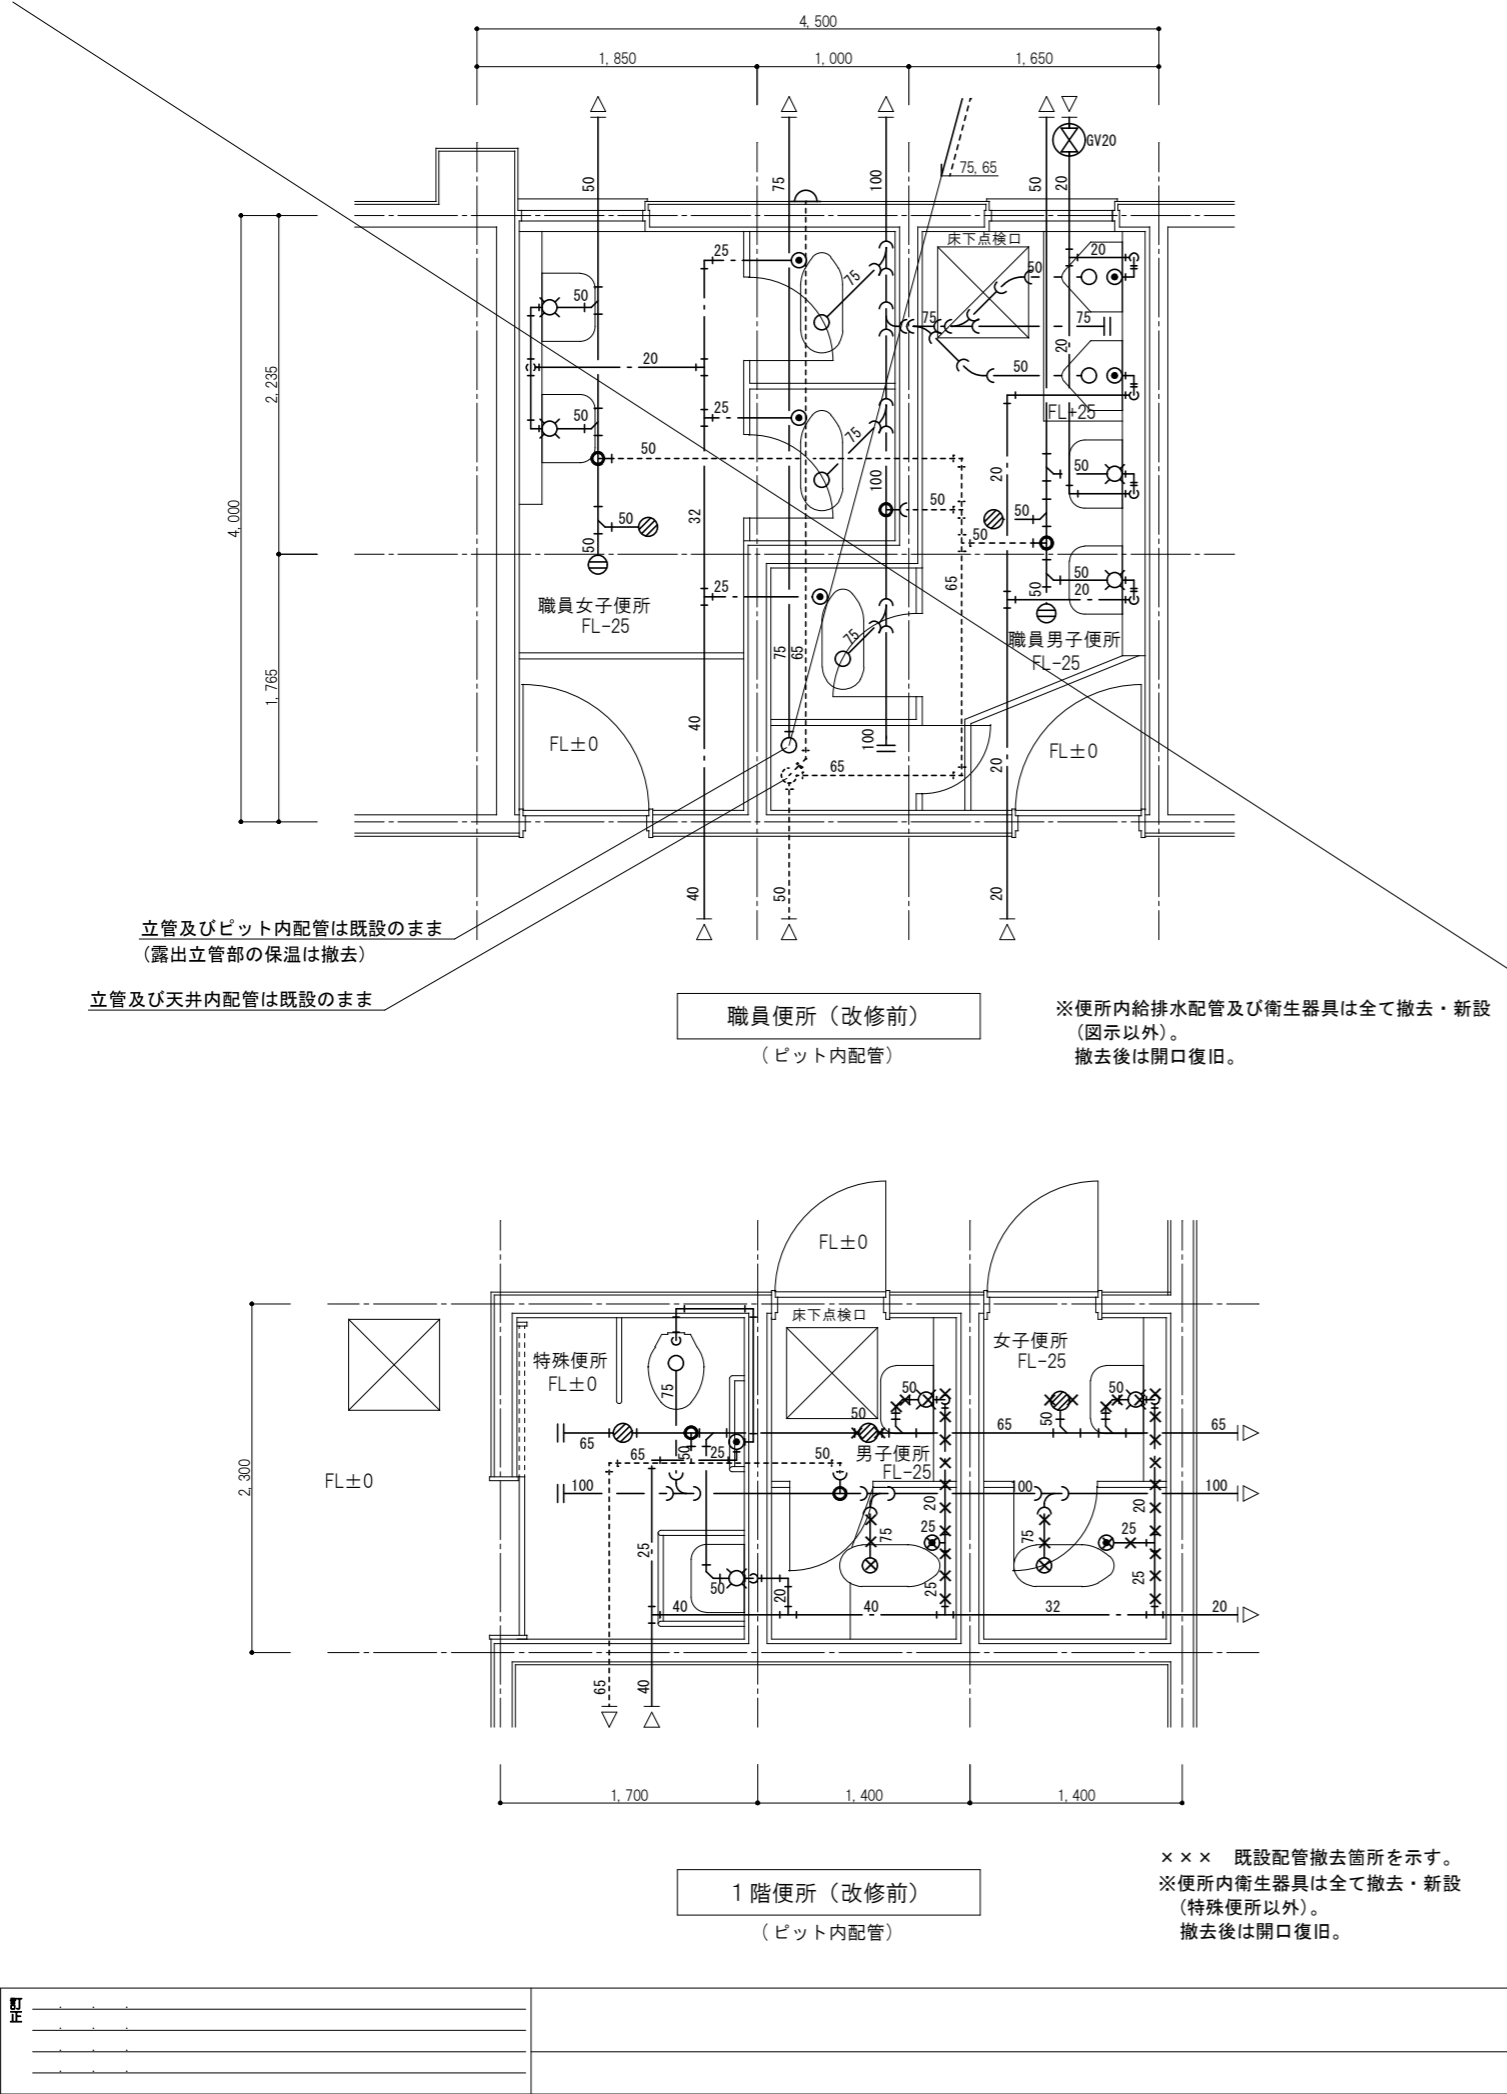 4,500
1,850
1,000
1,650
GV20
75,65
50
75
100
50
20
床下点検口
25
75
50
20
50
75
75
20
20
50
2,235
50
25
75
FL+25
50
100
20
50
4,000
32
50
50
50
50
50
50
25
65
50
50
20
職員女子便所
FL-25
75
65
75
職員男子便所
FL-25
1,765
40
100
FL±0
FL±0
65
20
40
50
20
立管及びピット内配管は既設のまま
(露出立管部の保温は撤去)
立管及び天井内配管は既設のまま
職員便所（改修前）
(ピット内配管)
※便所内給排水配管及び衛生器具は全て撤去・新設
(図示以外)。
撤去後は開口復旧。
FL±0
床下点検口
特殊便所
FL±0
女子便所
FL-25
75
50
50
50
50
65
65
65
65
50
25
50
男子便所
FL-25
2,300
FL±0
100
100
100
20
20
75
25
75
25
25
25
25
50
20
40
40
32
20
65
40
1,700
1,400
1,400
××× 既設配管撤去箇所を示す。
※便所内衛生器具は全て撤去・新設
(特殊便所以外)。
撤去後は開口復旧。
1階便所（改修前）
(ピット内配管)
訂正